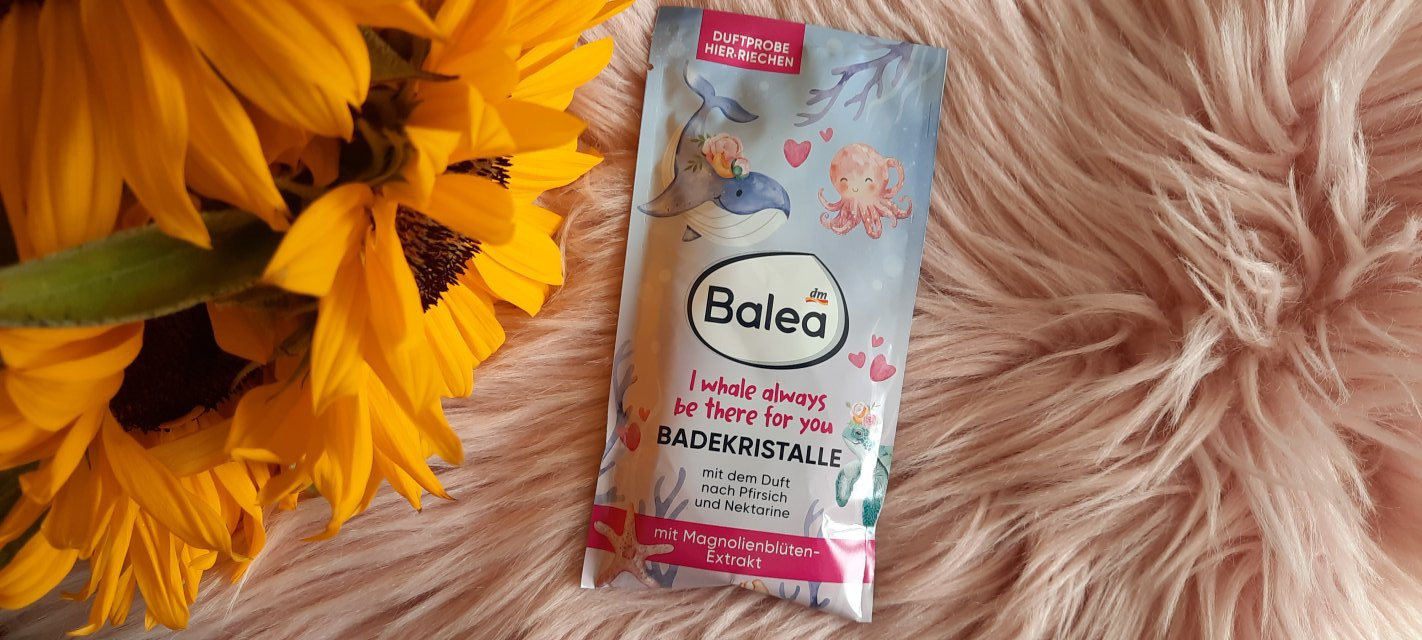 DUFTPROBE
HIER RIECHEN
Balea
dm
I whale always
be there for you
BADEKRISTALLE
mit dem Duft
nach Pfirsich
und Nektarine
mit Magnolienblüten-
Extrakt